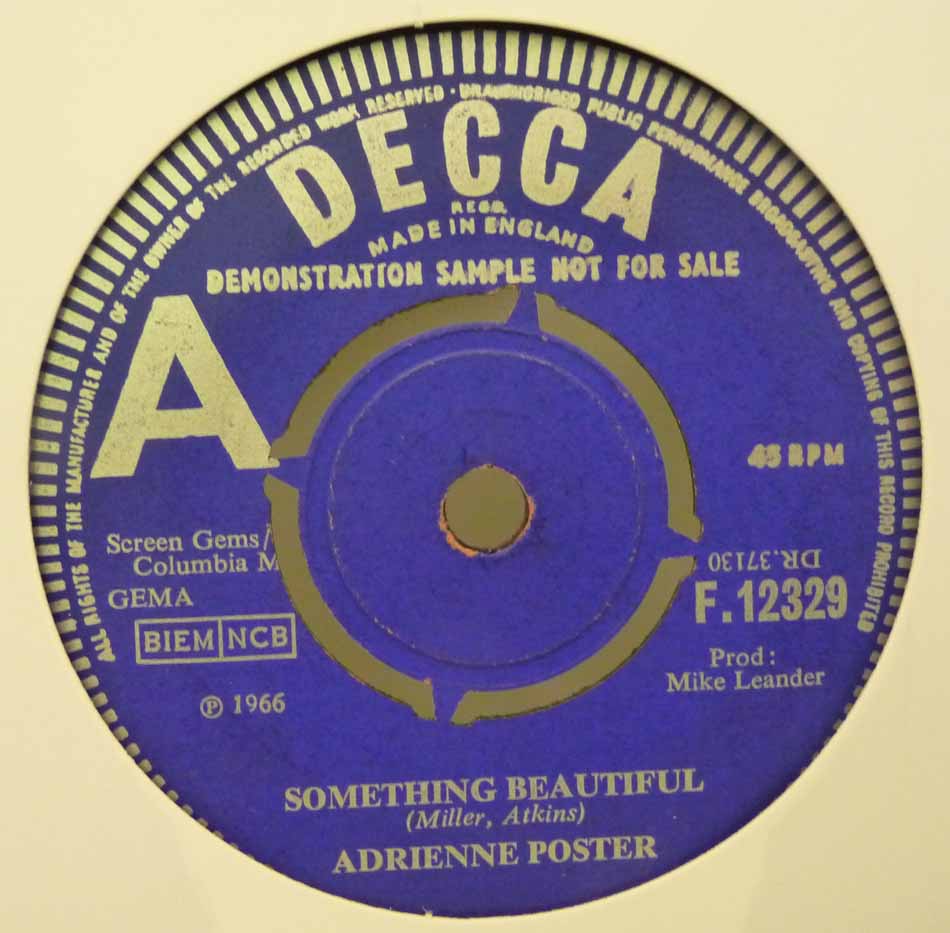 ALL RIGHTS OF THE MANUFACTURER AND OF THE OWNER OF THE RECORDED WORK RESERVED · UNAUTHORISED PUBLIC PERFORMANCE BROADCASTING AND COPYING OF THIS RECORD PROHIBITED
DECCA
REGD.
MADE IN ENGLAND
DEMONSTRATION SAMPLE NOT FOR SALE
A
45 RPM
Screen Gems/
Columbia M
GEMA
BIEM NCB
℗ 1966
DR.37130
F.12329
Prod:
Mike Leander
SOMETHING BEAUTIFUL
(Miller, Atkins)
ADRIENNE POSTER